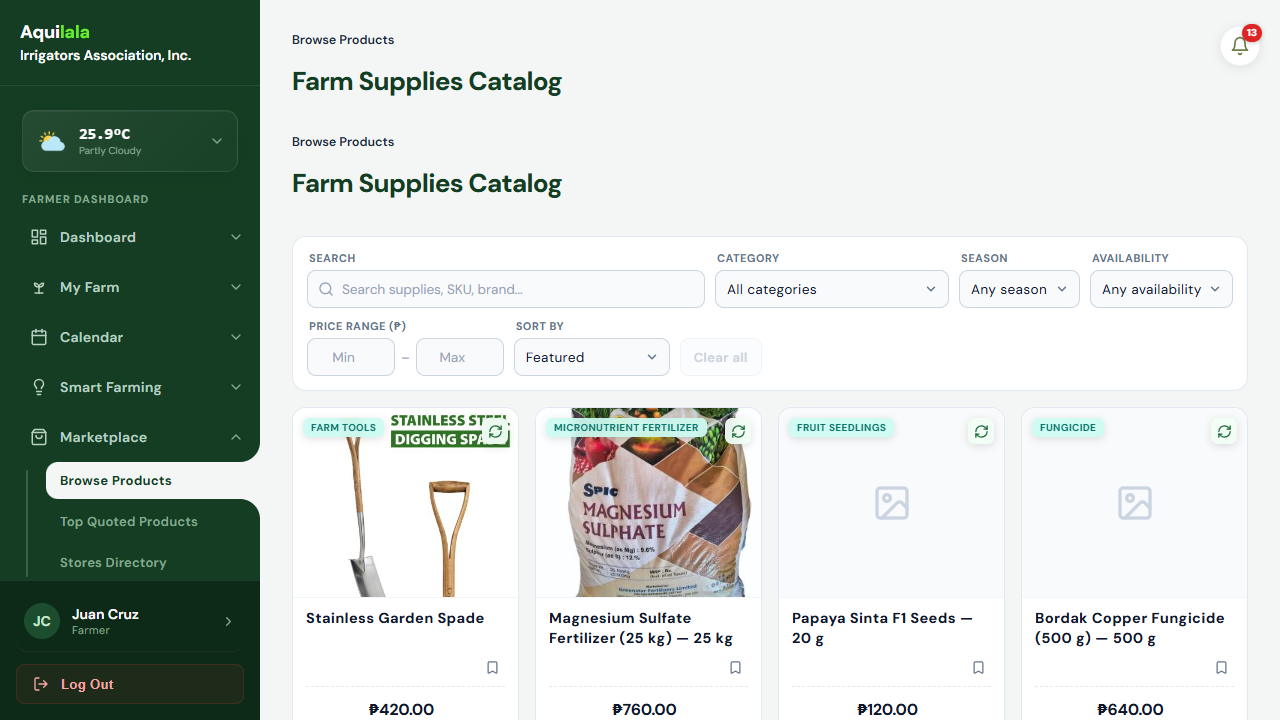 Aquilala
Irrigators Association, Inc.
25.9°C
Partly Cloudy
FARMER DASHBOARD
Dashboard
My Farm
Calendar
Smart Farming
Marketplace
Browse Products
Top Quoted Products
Stores Directory
JC
Juan Cruz
Farmer
Log Out
13
Browse Products
Farm Supplies Catalog
Browse Products
Farm Supplies Catalog
SEARCH
Search supplies, SKU, brand...
CATEGORY
All categories
SEASON
Any season
AVAILABILITY
Any availability
PRICE RANGE (₱)
Min
–
Max
SORT BY
Featured
Clear all
FARM TOOLS
STAINLESS STEEL
DIGGING SPA
Stainless Garden Spade
₱420.00
MICRONUTRIENT FERTILIZER
SPIC
MAGNESIUM
SULPHATE
Magnesium Sulfate
Fertilizer (25 kg) — 25 kg
₱760.00
FRUIT SEEDLINGS
Papaya Sinta F1 Seeds —
20 g
₱120.00
FUNGICIDE
Bordak Copper Fungicide
(500 g) — 500 g
₱640.00